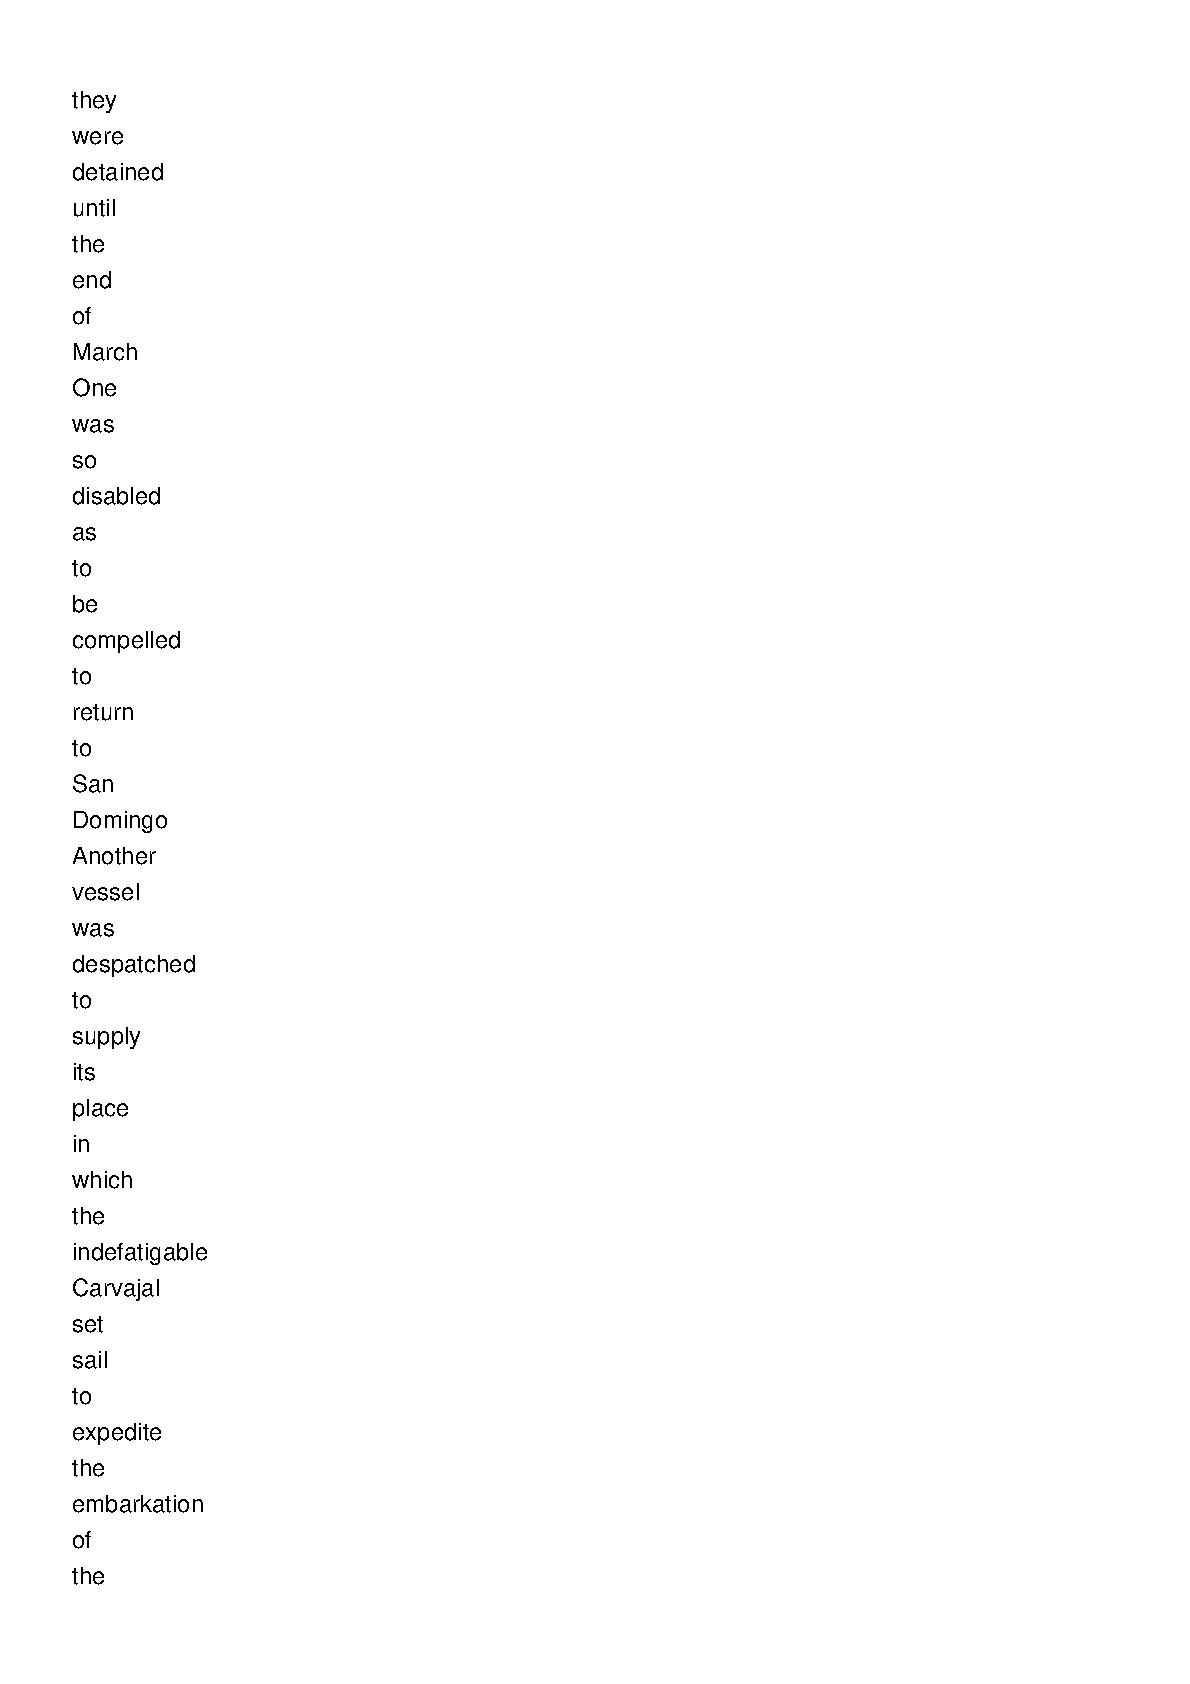 they
were
detained
until
the
end
of
March
One
was
so
disabled
as
to
be
compelled
to
return
to
San
Domingo
Another
vessel
was
despatched
to
supply
its
place
in
which
the
indefatigable
Carvajal
set
sail
to
expedite
the
embarkation
of
the